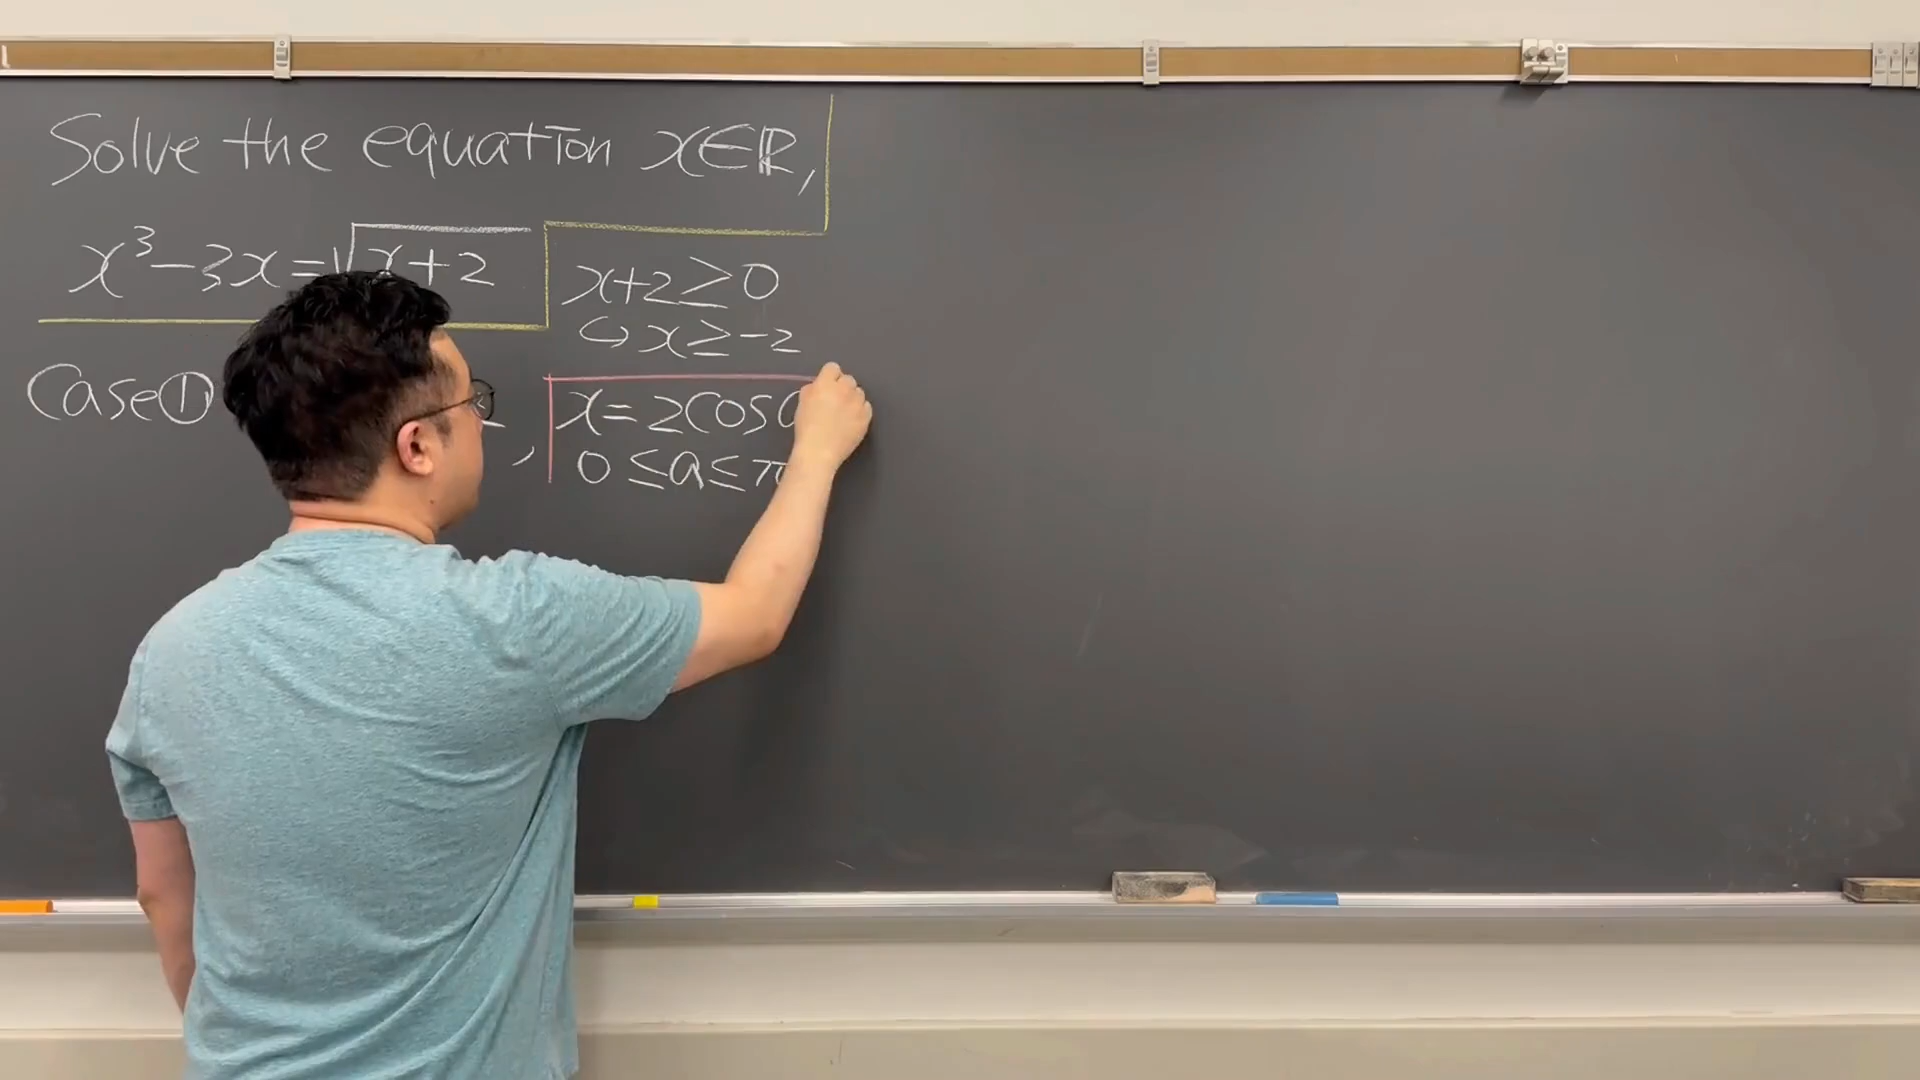 Solve the equation x∈ℝ,
x³-3x=√x+2
x+2≥0
↪x≥-2
Case①
,
x=2cos
0≤a≤π